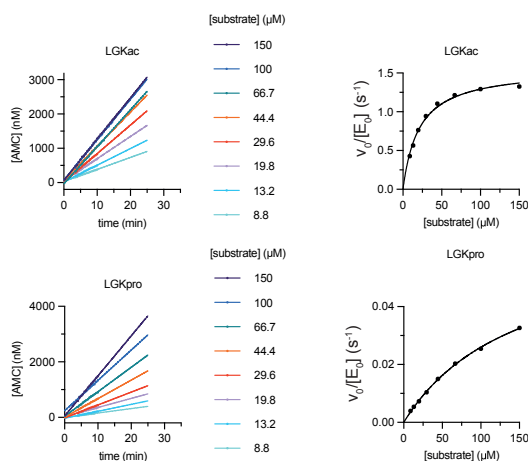 [substrate] (µM)
LGKac
[AMC] (nM)
3000
2000
1000
0
0 10 20 30
time (min)
150
100
66.7
44.4
29.6
19.8
13.2
8.8
LGKac
v₀/[E₀] (s⁻¹)
1.5
1.0
0.5
0.0
0 50 100 150
[substrate] (µM)
[substrate] (µM)
LGKpro
[AMC] (nM)
4000
2000
0
0 10 20 30
time (min)
150
100
66.7
44.4
29.6
19.8
13.2
8.8
LGKpro
v₀/[E₀] (s⁻¹)
0.04
0.02
0.00
0 50 100 150
[substrate] (µM)